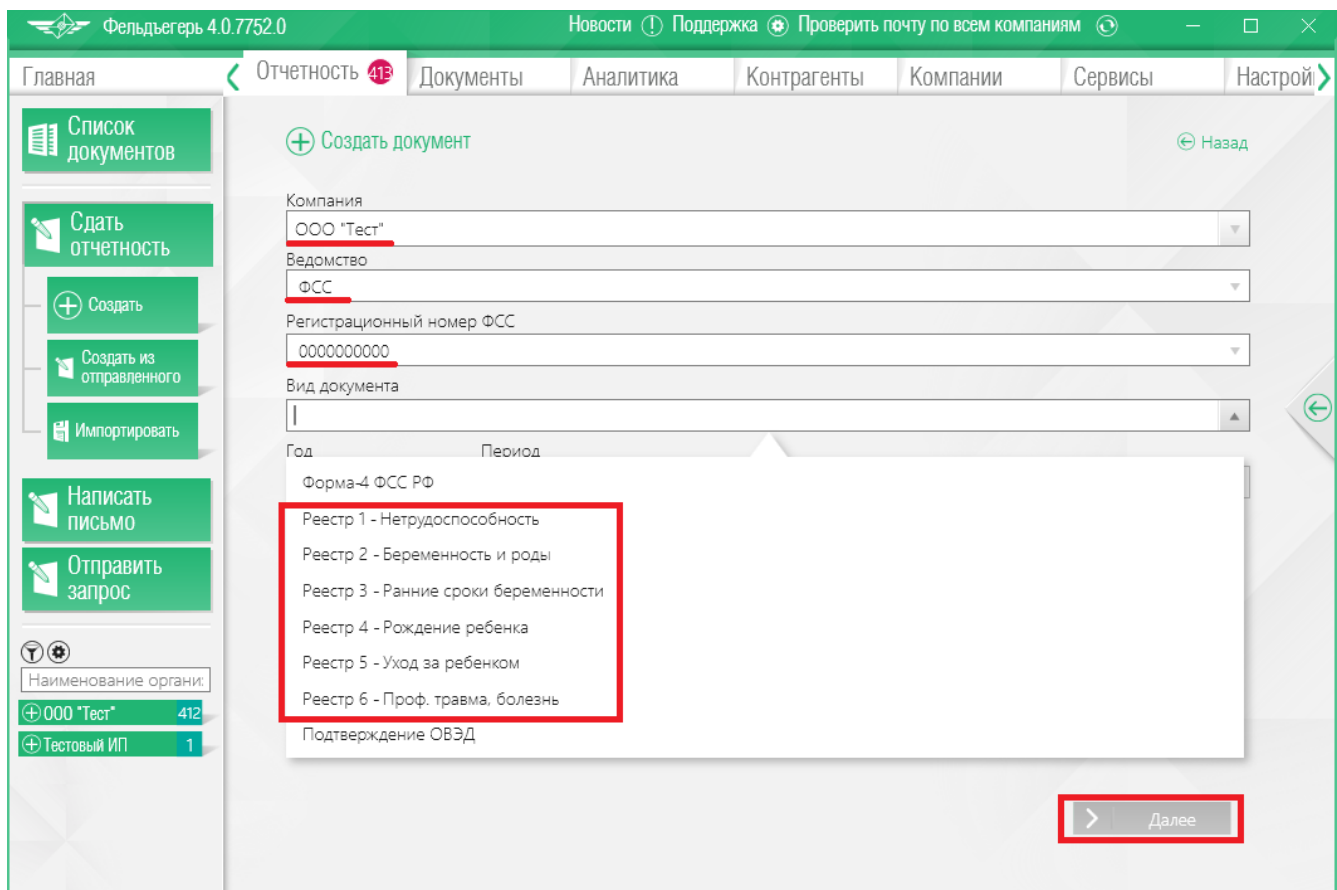 Фельдъегерь 4.0.7752.0
Новости
Поддержка
Проверить почту по всем компаниям
Главная
Отчетность 413
Документы
Аналитика
Контрагенты
Компании
Сервисы
Настрой
Список
документов
Сдать
отчетность
Создать
Создать из
отправленного
Импортировать
Написать
письмо
Отправить
запрос
Наименование органи
ООО "Тест" 412
Тестовый ИП 1
Создать документ
Назад
Компания
ООО "Тест"
Ведомство
ФСС
Регистрационный номер ФСС
0000000000
Вид документа
Год Период
Форма-4 ФСС РФ
Реестр 1 - Нетрудоспособность
Реестр 2 - Беременность и роды
Реестр 3 - Ранние сроки беременности
Реестр 4 - Рождение ребенка
Реестр 5 - Уход за ребенком
Реестр 6 - Проф. травма, болезнь
Подтверждение ОВЭД
Далее